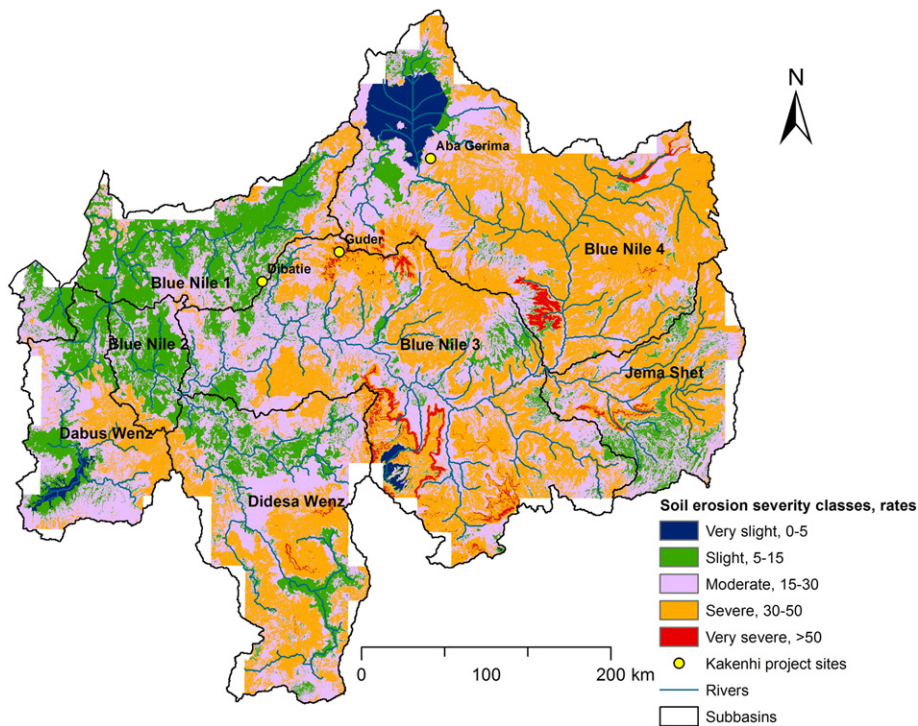 N
Aba Gerima
Guder
Blue Nile 4
Dibatie
Blue Nile 1
Blue Nile 2
Blue Nile 3
Jema Shet
Dabus Wenz
Didesa Wenz
Soil erosion severity classes, rates
Very slight, 0-5
Slight, 5-15
Moderate, 15-30
Severe, 30-50
Very severe, >50
Kakenhi project sites
Rivers
Subbasins
0 100 200 km